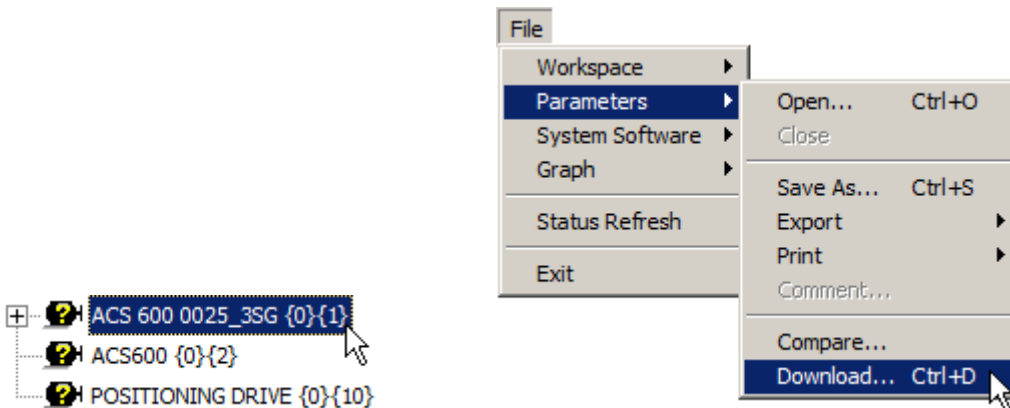 File
Workspace
Parameters
System Software
Graph
Status Refresh
Exit
Open... Ctrl+O
Close
Save As... Ctrl+S
Export
Print
Comment...
Compare...
Download... Ctrl+D
ACS 600 0025_3SG {0}{1}
ACS600 {0}{2}
POSITIONING DRIVE {0}{10}